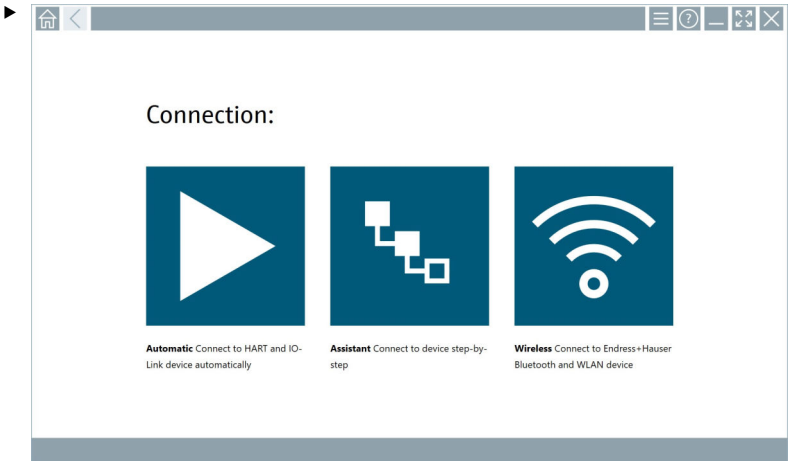 Connection:
Automatic Connect to HART and IO-
Link device automatically
Assistant Connect to device step-by-
step
Wireless Connect to Endress+Hauser
Bluetooth and WLAN device